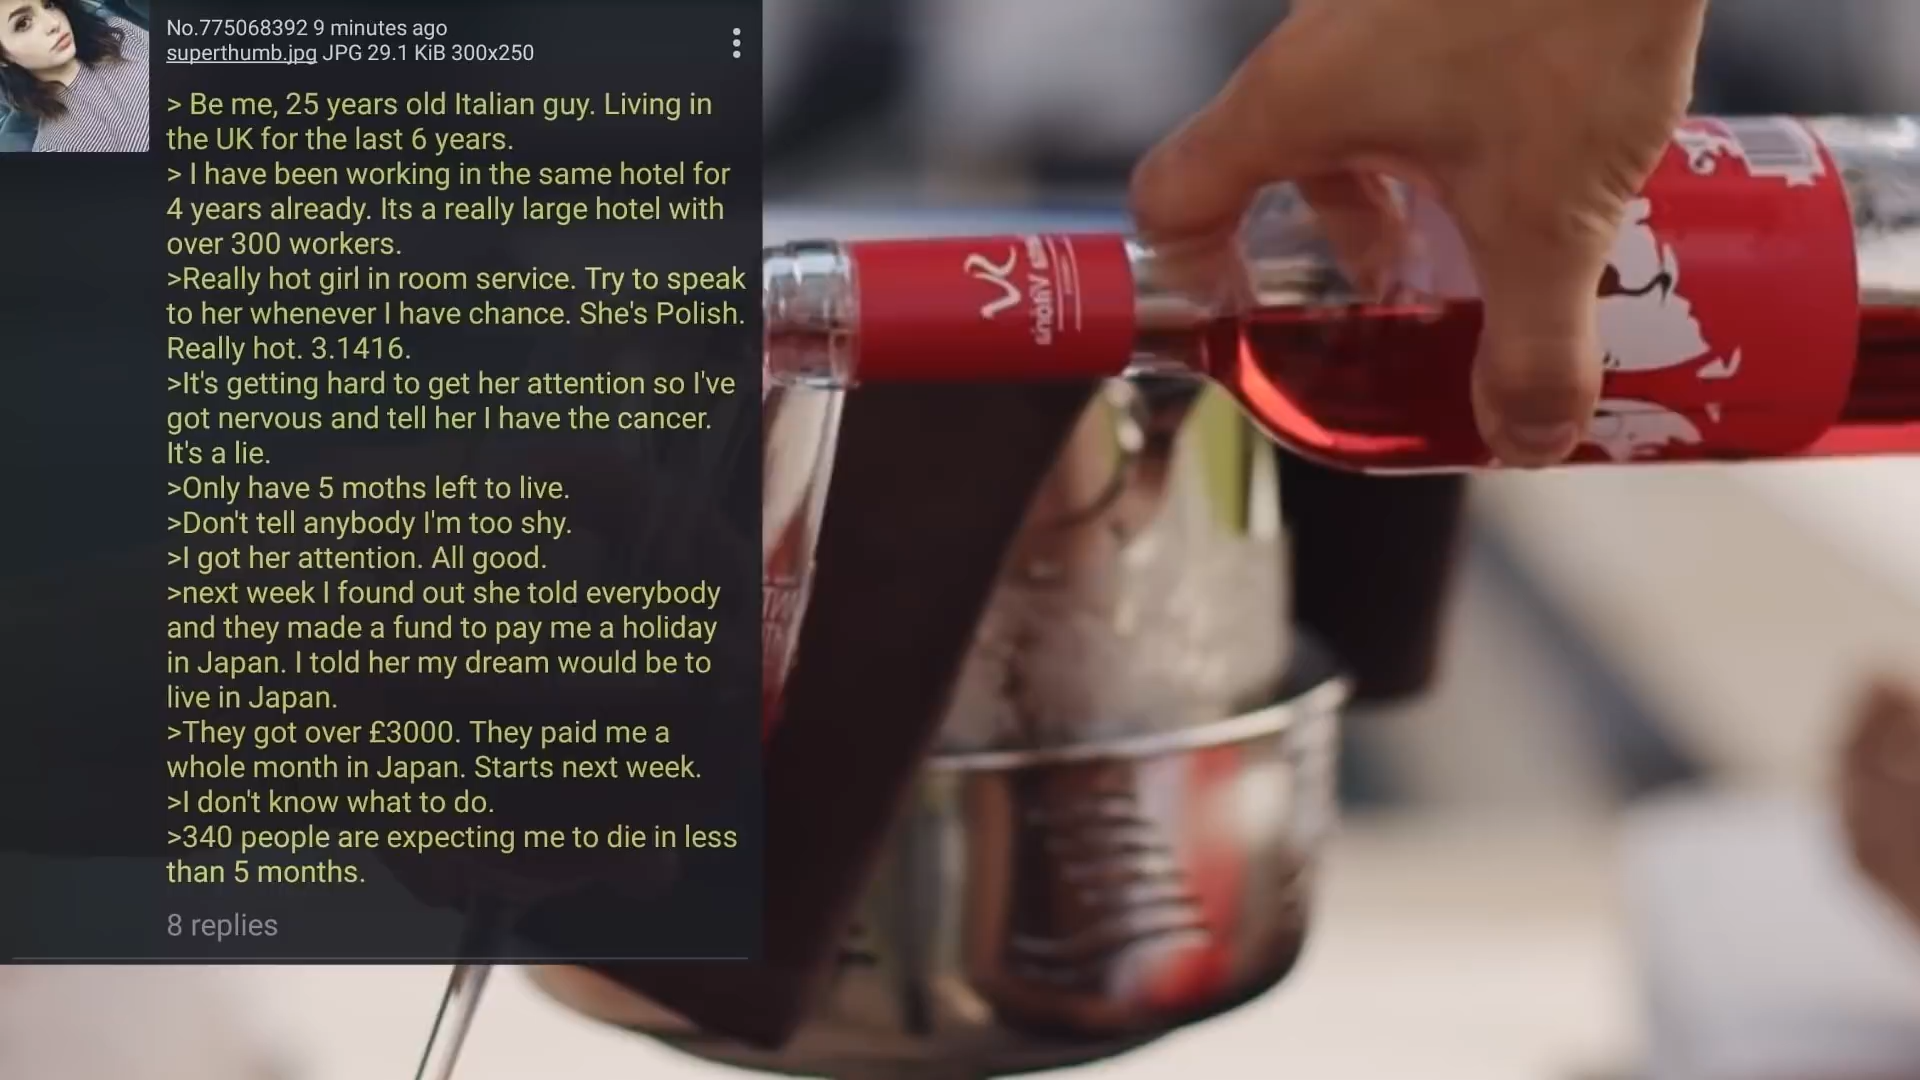 No.775068392 9 minutes ago
superthumb.jpg JPG 29.1 KiB 300x250
> Be me, 25 years old Italian guy. Living in
the UK for the last 6 years.
> I have been working in the same hotel for
4 years already. Its a really large hotel with
over 300 workers.
>Really hot girl in room service. Try to speak
to her whenever I have chance. She's Polish.
Really hot. 3.1416.
>It's getting hard to get her attention so I've
got nervous and tell her I have the cancer.
It's a lie.
>Only have 5 moths left to live.
>Don't tell anybody I'm too shy.
>I got her attention. All good.
>next week I found out she told everybody
and they made a fund to pay me a holiday
in Japan. I told her my dream would be to
live in Japan.
>They got over £3000. They paid me a
whole month in Japan. Starts next week.
>I don't know what to do.
>340 people are expecting me to die in less
than 5 months.
8 replies